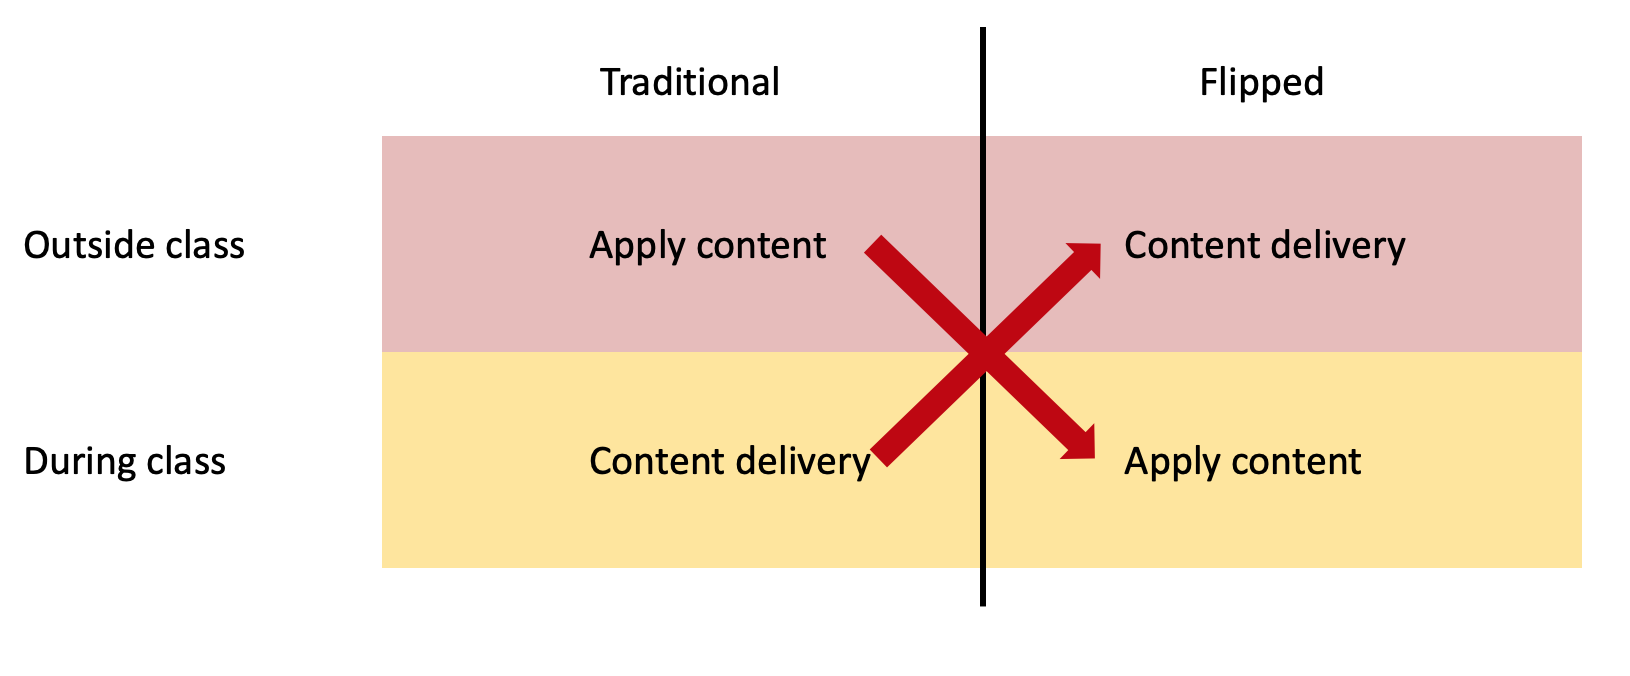 Traditional
Flipped
Outside class
Apply content
Content delivery
During class
Content delivery
Apply content